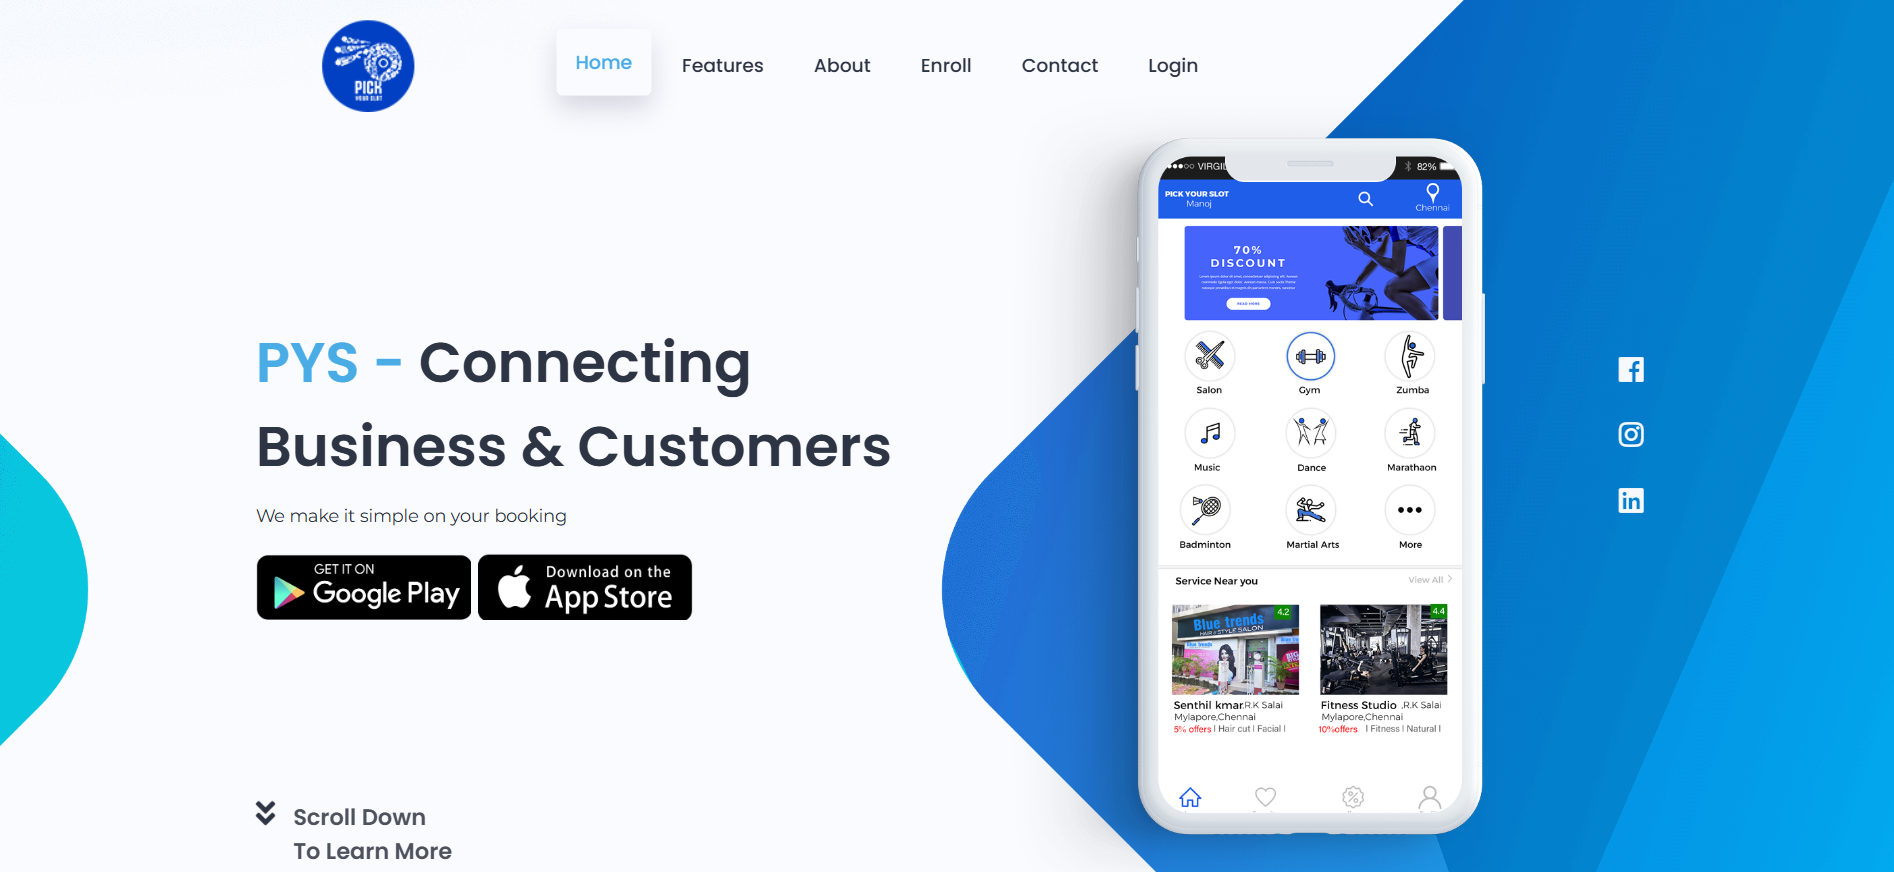 PICK
YOUR SLOT
Home
Features
About
Enroll
Contact
Login
PYS - Connecting
Business & Customers
We make it simple on your booking
GET IT ON
Google Play
Download on the
App Store
Scroll Down
To Learn More
VIRGIL
82%
PICK YOUR SLOT
Manoj
Chennai
70%
DISCOUNT
READ MORE
Salon
Gym
Zumba
Music
Dance
Marathaon
Badminton
Martial Arts
More
Service Near you
View All
Blue trends
HAIR & STYLE SALON
4.2
4.4
Senthil kmar,R.K Salai
Mylapore,Chennai
5% offers | Hair cut | Facial |
Fitness Studio ,R.K Salai
Mylapore,Chennai
10%offers | Fitness | Natural |